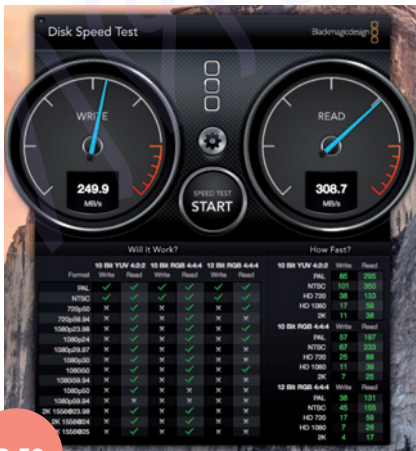 Disk Speed Test
Blackmagicdesign
WRITE
READ
249.9
MB/s
308.7
MB/s
SPEED TEST
START
Will it Work?
How Fast?
10 Bit YUV 4:2:2 10 Bit RGB 4:4:4 12 Bit RGB 4:4:4
Format Write Read Write Read Write Read
PAL
NTSC
720p50
720p59.94
1080p23.98
1080p24
1080p29.97
1080p30
1080i50
1080i59.94
1080p50
1080p59.94
2K 1556@23.98
2K 1556@24
2K 1556@25
10 Bit YUV 4:2:2 Write Read
PAL 85 295
NTSC 101 360
HD 720 38 133
HD 1080 17 59
2K 11 38
10 Bit RGB 4:4:4 Write Read
PAL 57 197
NTSC 67 233
HD 720 25 88
HD 1080 11 39
2K 7 25
12 Bit RGB 4:4:4 Write Read
PAL 38 131
NTSC 45 155
HD 720 17 59
HD 1080 7 26
2K 4 17